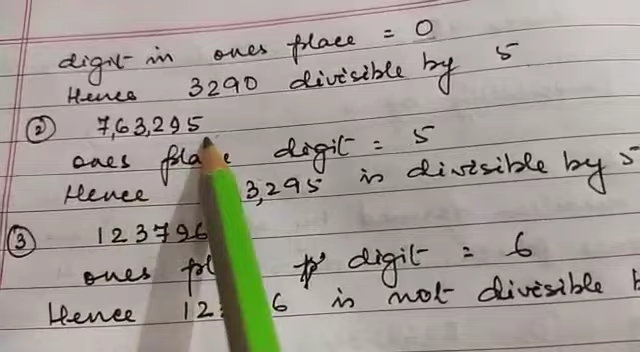 digit in ones place = 0
Hence 3290 divisible by 5
② 7,63,295
ones place digit = 5
Hence 3,295 is divisible by 5
③ 123796
ones digit = 6
Hence 12 6 is not divisible